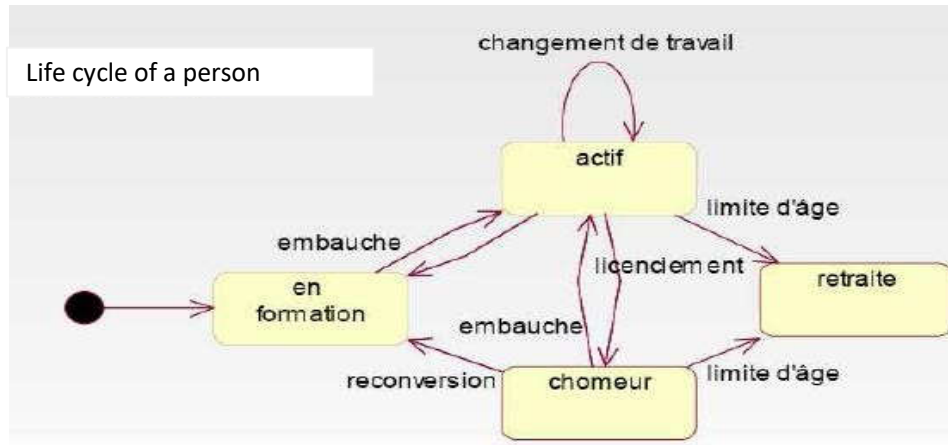 changement de travail
Life cycle of a person
actif
limite d'âge
embauche
licenciement
en
formation
retraite
embauche
reconversion
chomeur
limite d'âge